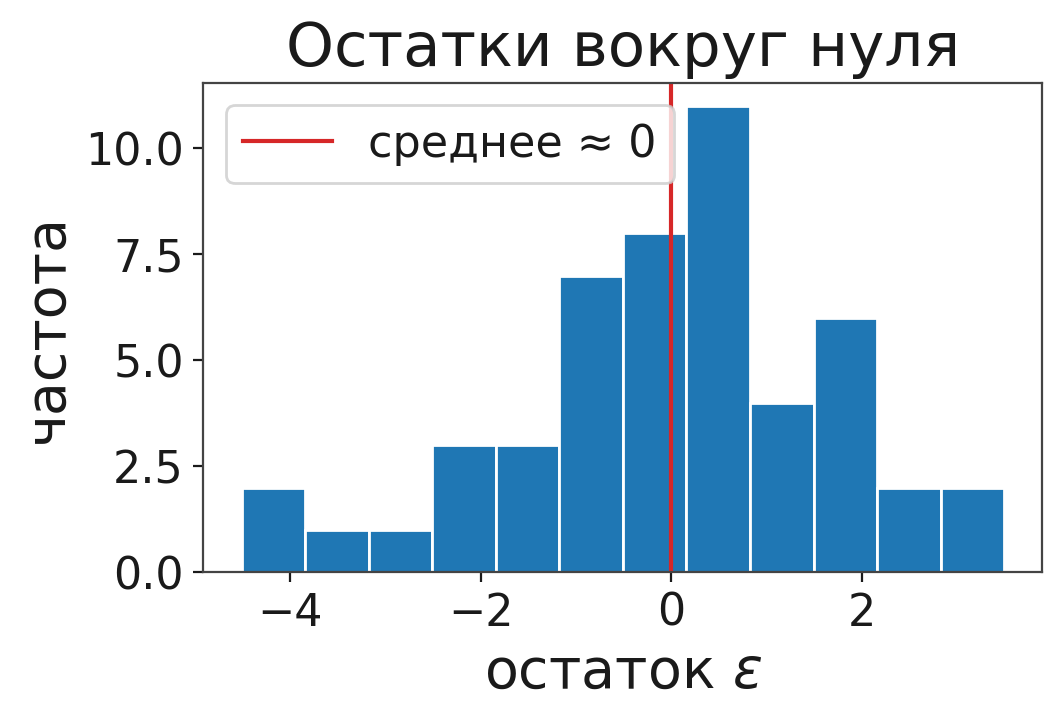 Остатки вокруг нуля
среднее ≈ 0
частота
10.0
7.5
5.0
2.5
0.0
−4 −2 0 2
остаток ε